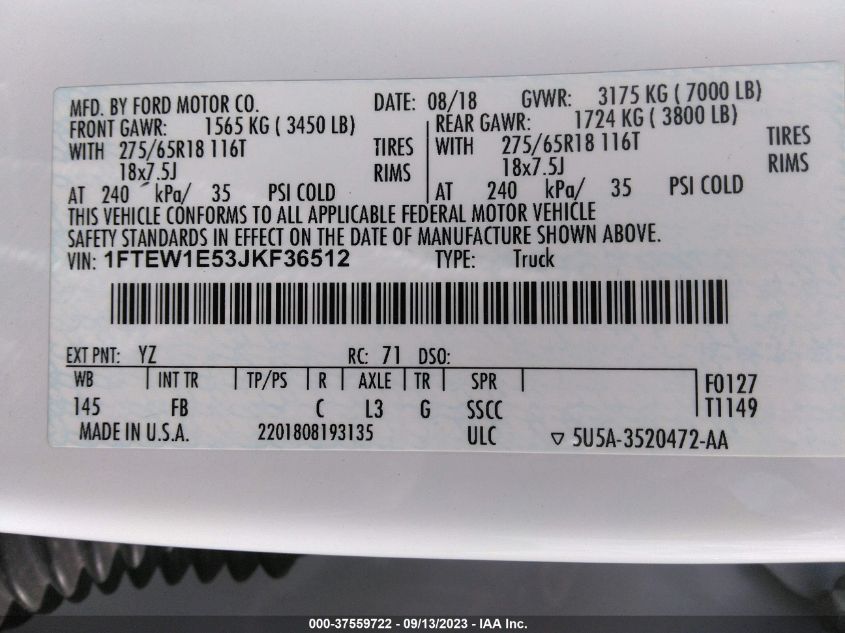 MFD. BY FORD MOTOR CO. DATE: 08/18 GVWR: 3175 KG ( 7000 LB)
FRONT GAWR: 1565 KG ( 3450 LB) REAR GAWR: 1724 KG ( 3800 LB)
WITH 275/65R18 116T TIRES WITH 275/65R18 116T TIRES
18x7.5J RIMS 18x7.5J RIMS
AT 240 kPa/ 35 PSI COLD AT 240 kPa/ 35 PSI COLD
THIS VEHICLE CONFORMS TO ALL APPLICABLE FEDERAL MOTOR VEHICLE
SAFETY STANDARDS IN EFFECT ON THE DATE OF MANUFACTURE SHOWN ABOVE.
VIN: 1FTEW1E53JKF36512 TYPE: Truck
EXT PNT: YZ RC: 71 DSO:
WB INT TR TP/PS R AXLE TR SPR F0127
145 FB C L3 G SSCC T1149
MADE IN U.S.A. 2201808193135 ULC ▽ 5U5A-3520472-AA
000-37559722 - 09/13/2023 - IAA Inc.